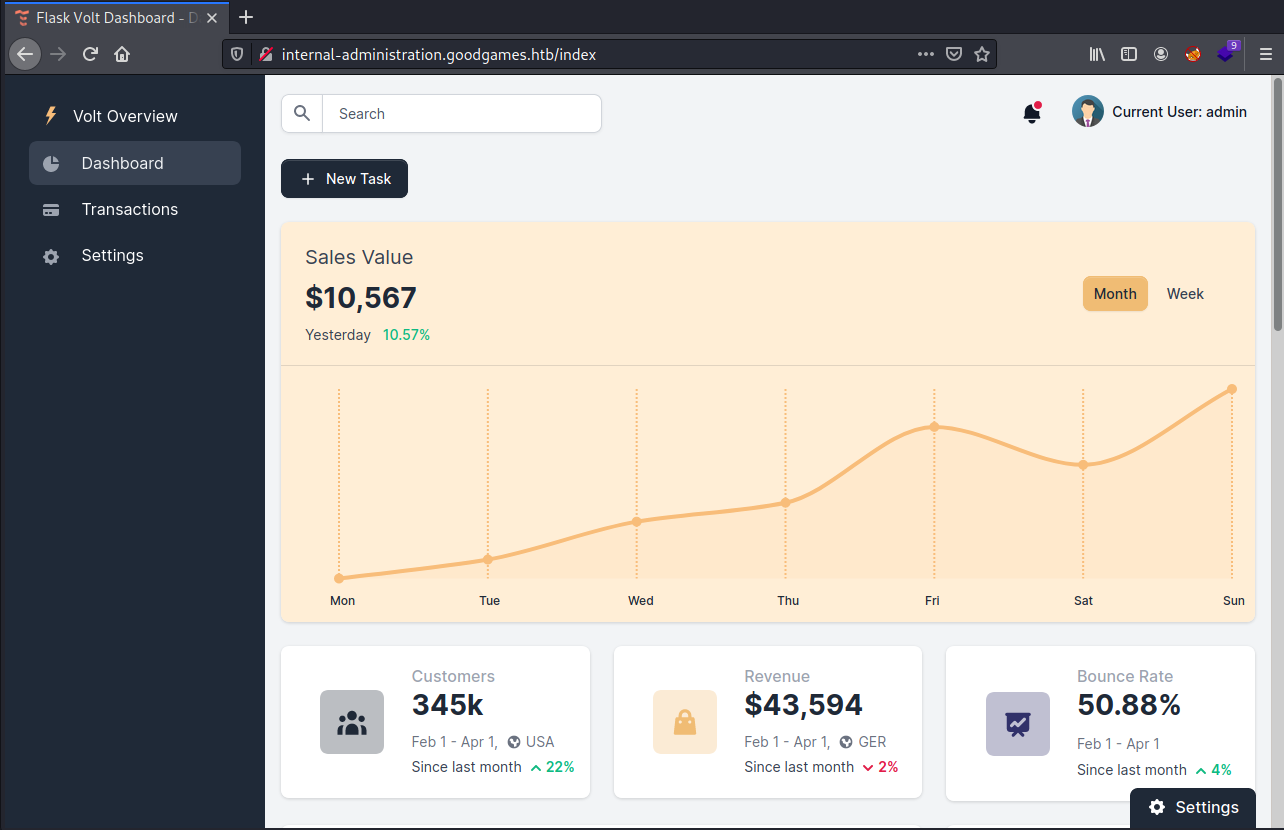 Flask Volt Dashboard - D
internal-administration.goodgames.htb/index
9
Volt Overview
Dashboard
Transactions
Settings
Search
Current User: admin
+ New Task
Sales Value
$10,567
Yesterday 10.57%
Month Week
Mon Tue Wed Thu Fri Sat Sun
Customers
345k
Feb 1 - Apr 1, USA
Since last month 22%
Revenue
$43,594
Feb 1 - Apr 1, GER
Since last month 2%
Bounce Rate
50.88%
Feb 1 - Apr 1
Since last month 4%
Settings